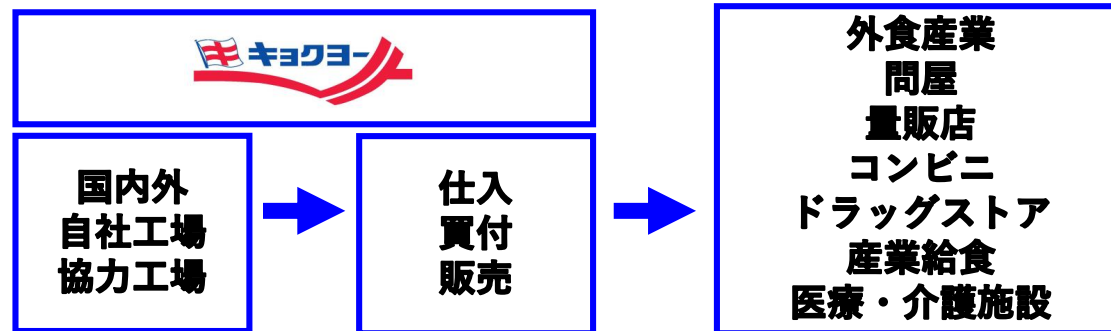 キョクヨー
国内外
自社工場
協力工場
仕入
買付
販売
外食産業
問屋
量販店
コンビニ
ドラッグストア
産業給食
医療・介護施設